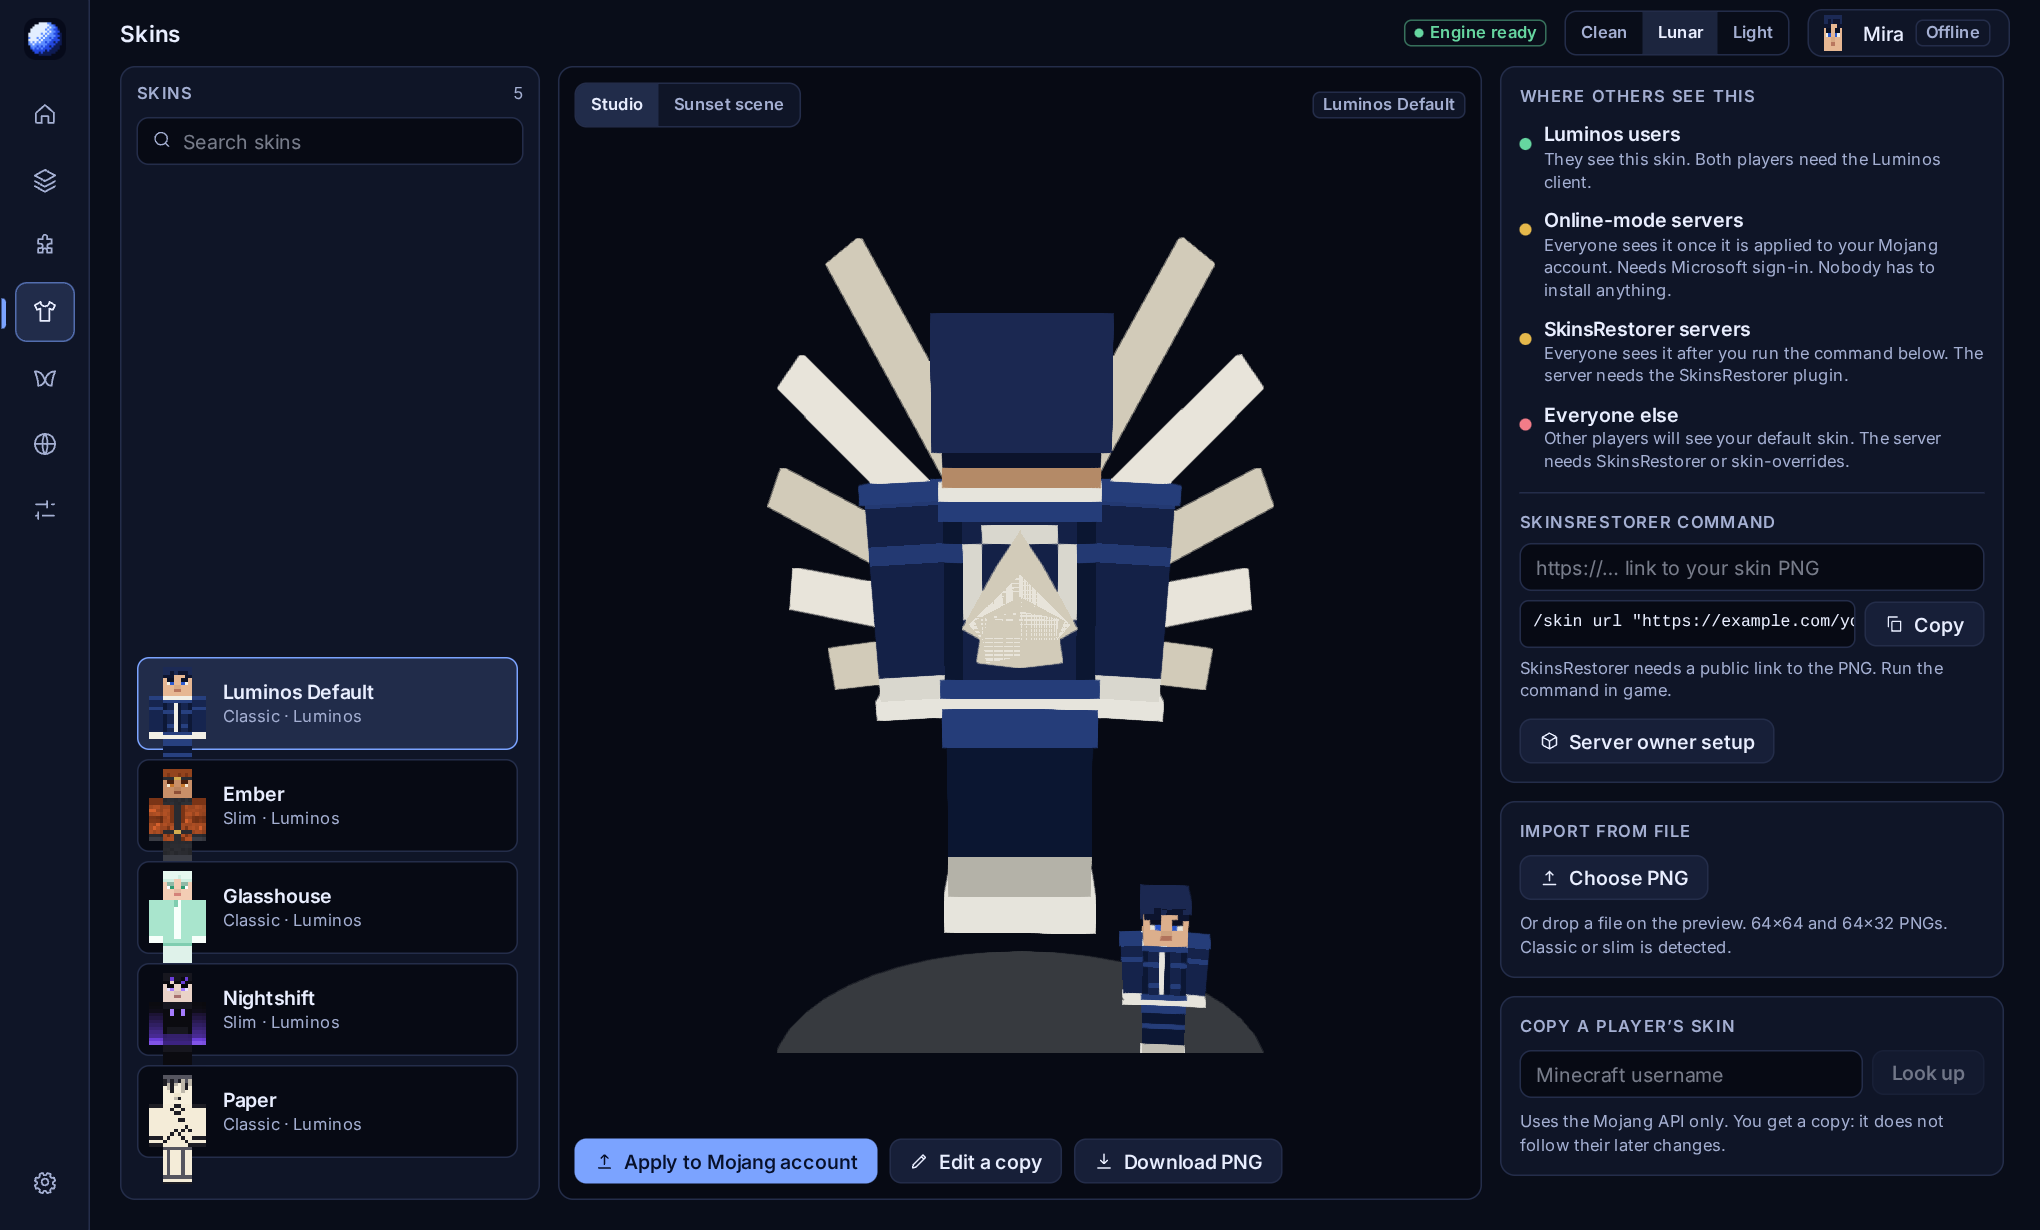 Skins
Engine ready
Clean
Lunar
Light
Mira
Offline
SKINS
5
Search skins
Luminos Default
Classic · Luminos
Ember
Slim · Luminos
Glasshouse
Classic · Luminos
Nightshift
Slim · Luminos
Paper
Classic · Luminos
Studio
Sunset scene
Luminos Default
Apply to Mojang account
Edit a copy
Download PNG
WHERE OTHERS SEE THIS
Luminos users
They see this skin. Both players need the Luminos
client.
Online-mode servers
Everyone sees it once it is applied to your Mojang
account. Needs Microsoft sign-in. Nobody has to
install anything.
SkinsRestorer servers
Everyone sees it after you run the command below. The
server needs the SkinsRestorer plugin.
Everyone else
Other players will see your default skin. The server
needs SkinsRestorer or skin-overrides.
SKINSRESTORER COMMAND
https://… link to your skin PNG
/skin url "https://example.com/yo
Copy
SkinsRestorer needs a public link to the PNG. Run the
command in game.
Server owner setup
IMPORT FROM FILE
Choose PNG
Or drop a file on the preview. 64×64 and 64×32 PNGs.
Classic or slim is detected.
COPY A PLAYER’S SKIN
Minecraft username
Look up
Uses the Mojang API only. You get a copy: it does not
follow their later changes.